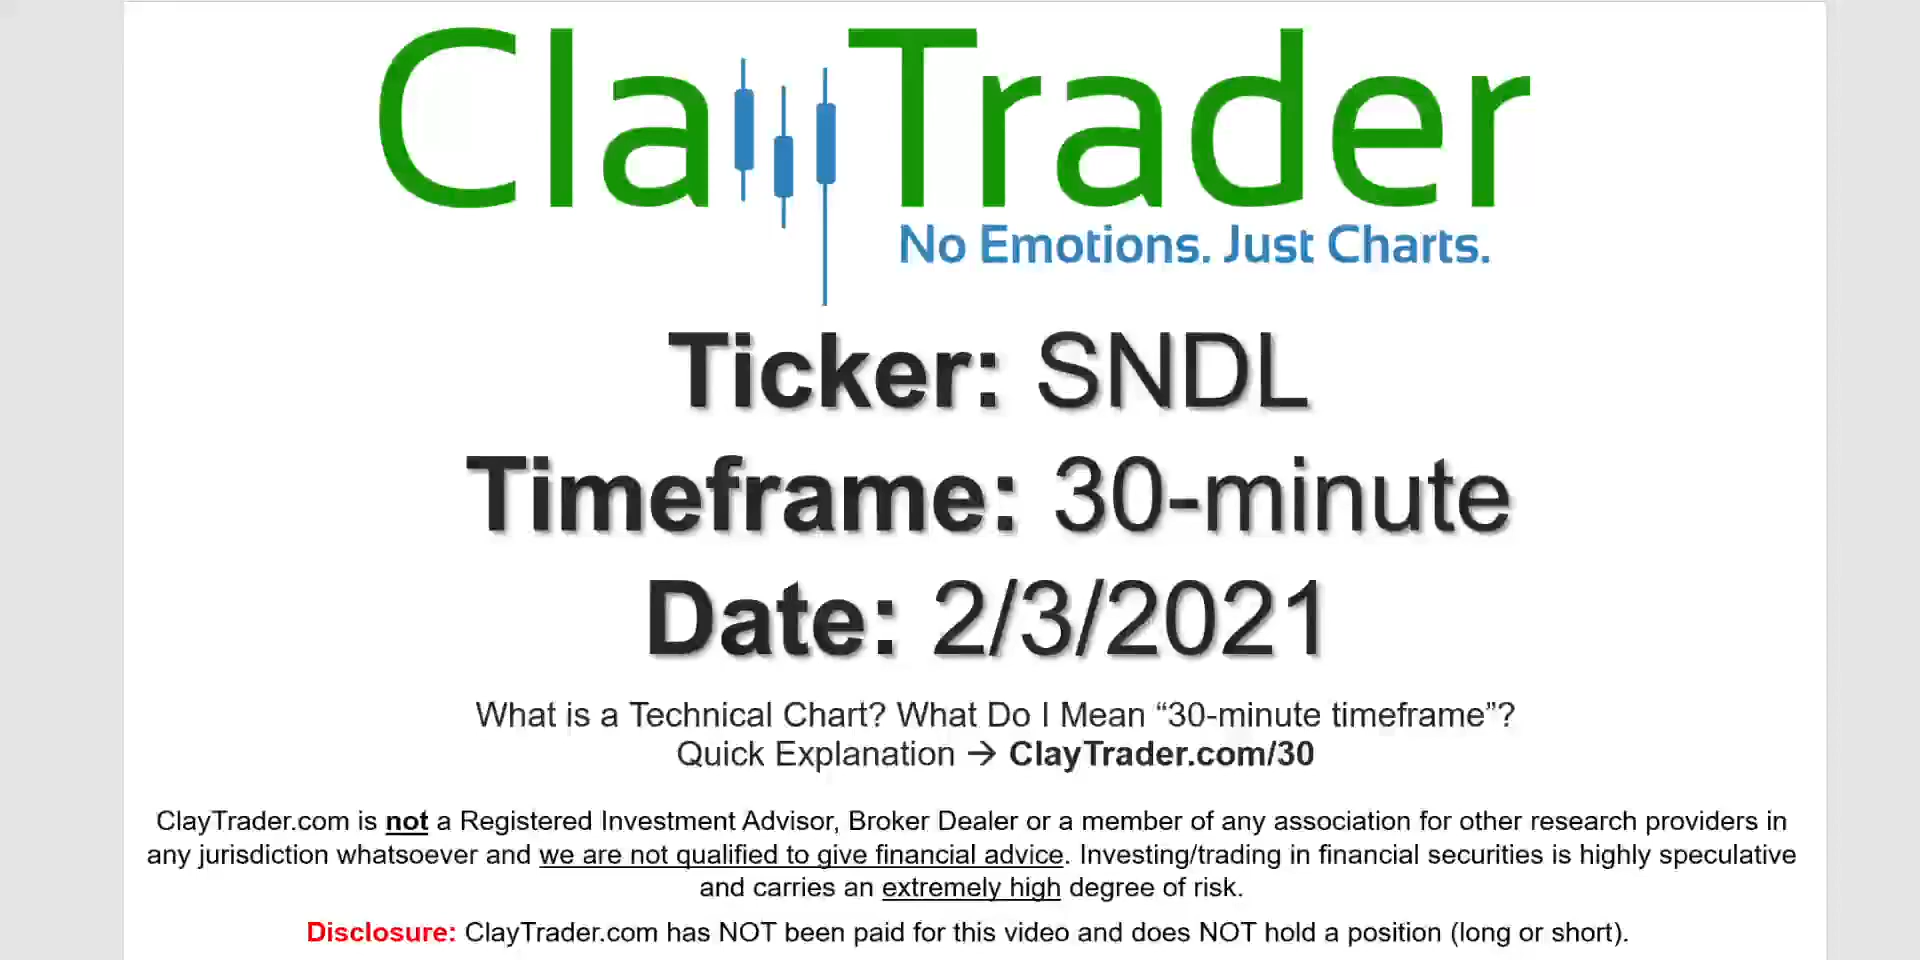 ClayTrader
No Emotions. Just Charts.
Ticker: SNDL
Timeframe: 30-minute
Date: 2/3/2021
What is a Technical Chart? What Do I Mean “30-minute timeframe”?
Quick Explanation → ClayTrader.com/30
ClayTrader.com is not a Registered Investment Advisor, Broker Dealer or a member of any association for other research providers in
any jurisdiction whatsoever and we are not qualified to give financial advice. Investing/trading in financial securities is highly speculative
and carries an extremely high degree of risk.
Disclosure: ClayTrader.com has NOT been paid for this video and does NOT hold a position (long or short).